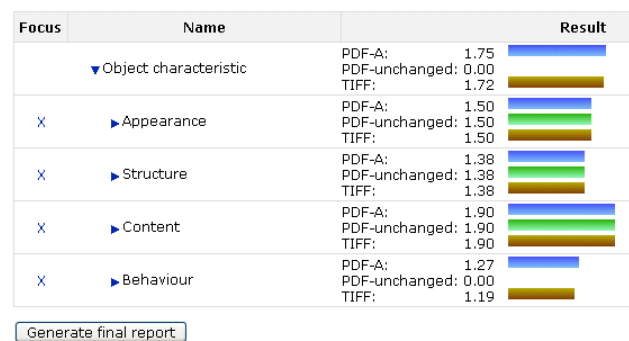 Focus Name Result
▼Object characteristic
PDF-A: 1.75
PDF-unchanged: 0.00
TIFF: 1.72
X ►Appearance
PDF-A: 1.50
PDF-unchanged: 1.50
TIFF: 1.50
X ►Structure
PDF-A: 1.38
PDF-unchanged: 1.38
TIFF: 1.38
X ►Content
PDF-A: 1.90
PDF-unchanged: 1.90
TIFF: 1.90
X ►Behaviour
PDF-A: 1.27
PDF-unchanged: 0.00
TIFF: 1.19
Generate final report